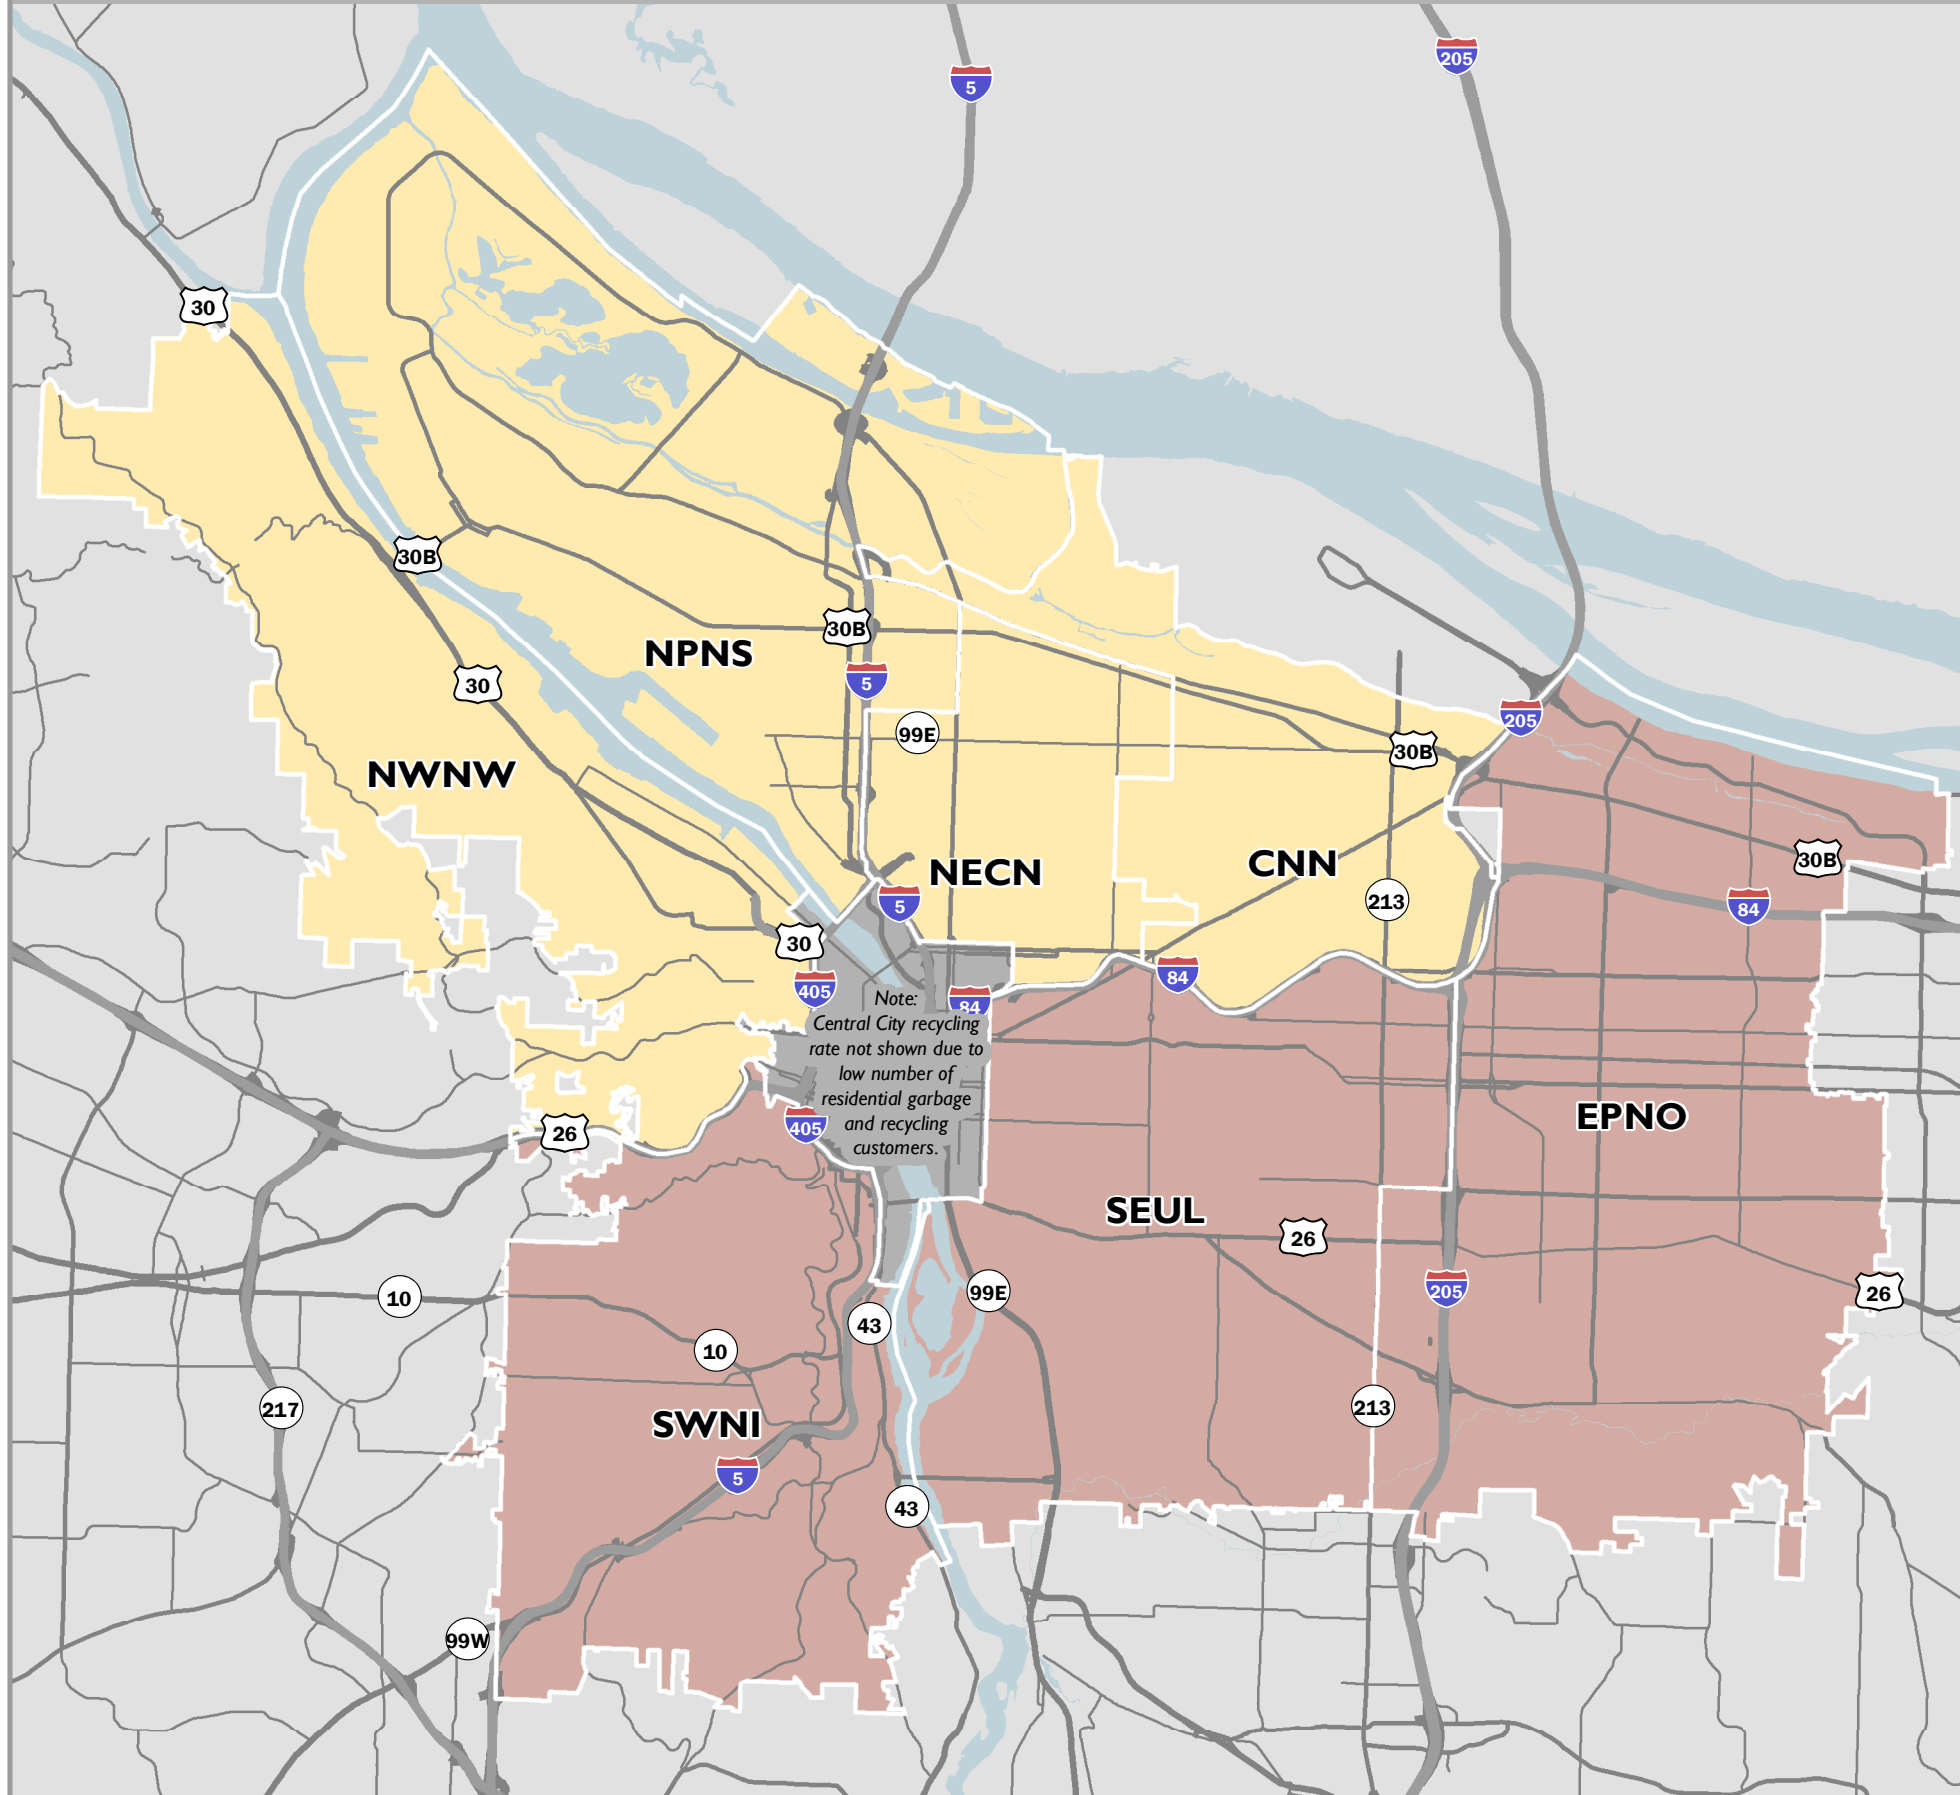 205
5
30
30B
30B
NPNS
5
30
205
99E
30B
NWNW
30B
CNN
NECN
213
5
84
30
84
405
84
Note:
Central City recycling
rate not shown due to
low number of
residential garbage
and recycling
customers.
405
EPNO
26
SEUL
26
205
99E
26
10
43
10
213
217
SWNI
5
43
99W